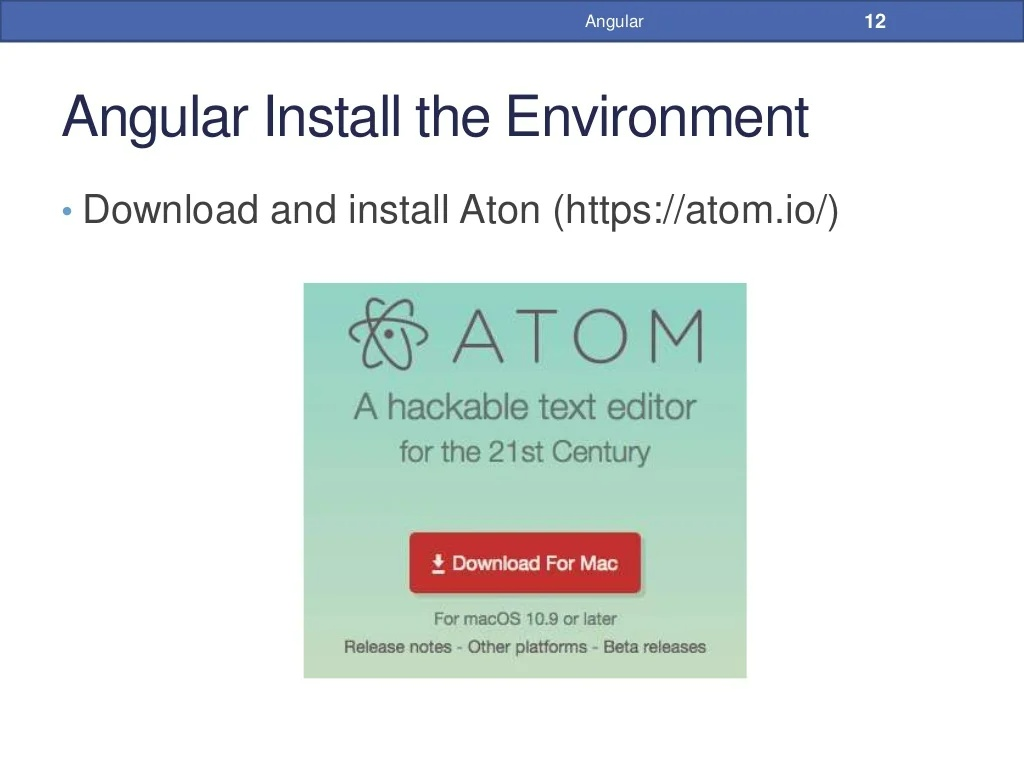 Angular 12
Angular Install the Environment
• Download and install Aton (https://atom.io/)
ATOM
A hackable text editor
for the 21st Century
Download For Mac
For macOS 10.9 or later
Release notes - Other platforms - Beta releases